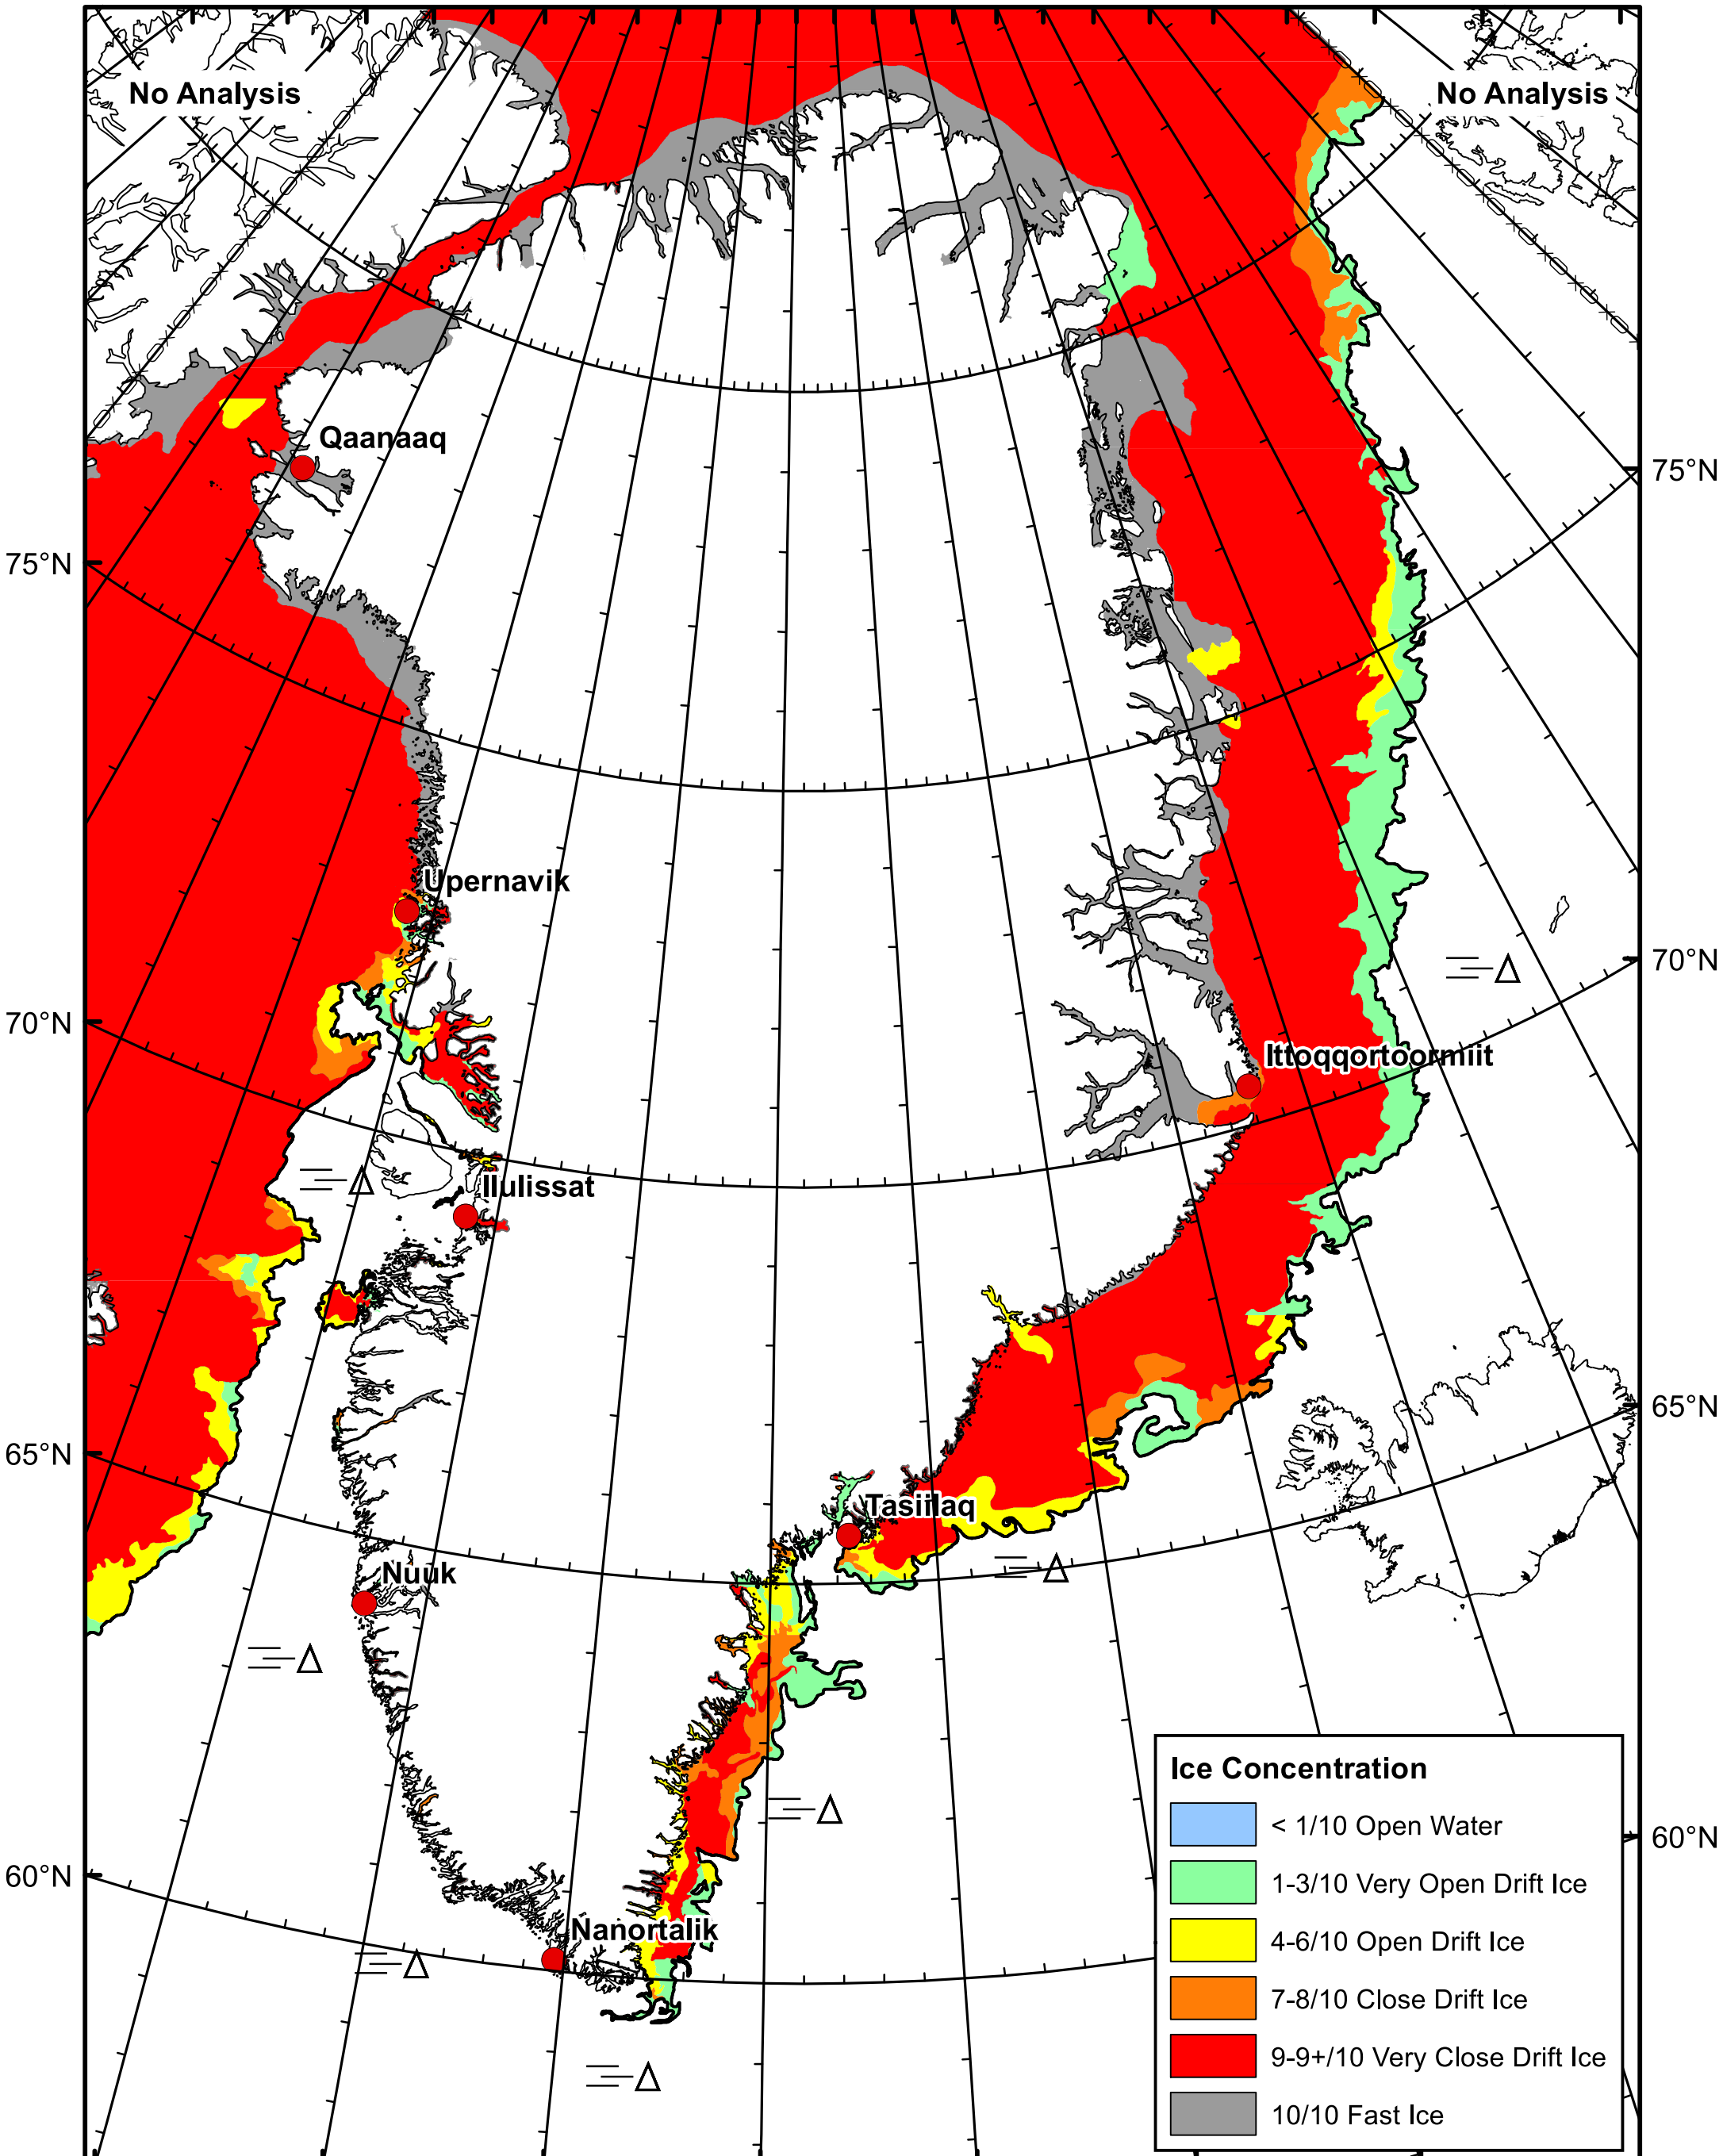 No Analysis
No Analysis
Qaanaaq
75°N
75°N
Upernavik
70°N
70°N
Ittoqqortoormiit
Ilulissat
65°N
65°N
Tasiilaq
Nuuk
60°N
60°N
Nanortalik
Ice Concentration
< 1/10 Open Water
1-3/10 Very Open Drift Ice
4-6/10 Open Drift Ice
7-8/10 Close Drift Ice
9-9+/10 Very Close Drift Ice
10/10 Fast Ice